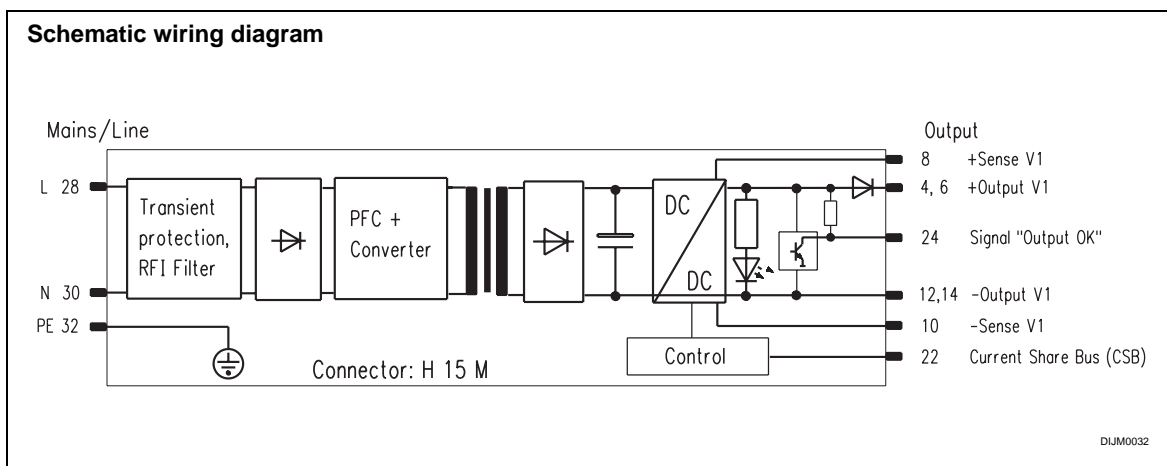 Schematic wiring diagram
Mains/Line
Output
8 +Sense V1
L 28
4, 6 +Output V1
Transient
protection,
RFI Filter
PFC +
Converter
DC
DC
24 Signal "Output OK"
N 30
12,14 -Output V1
PE 32
10 -Sense V1
Control
22 Current Share Bus (CSB)
Connector: H 15 M
DIJM0032